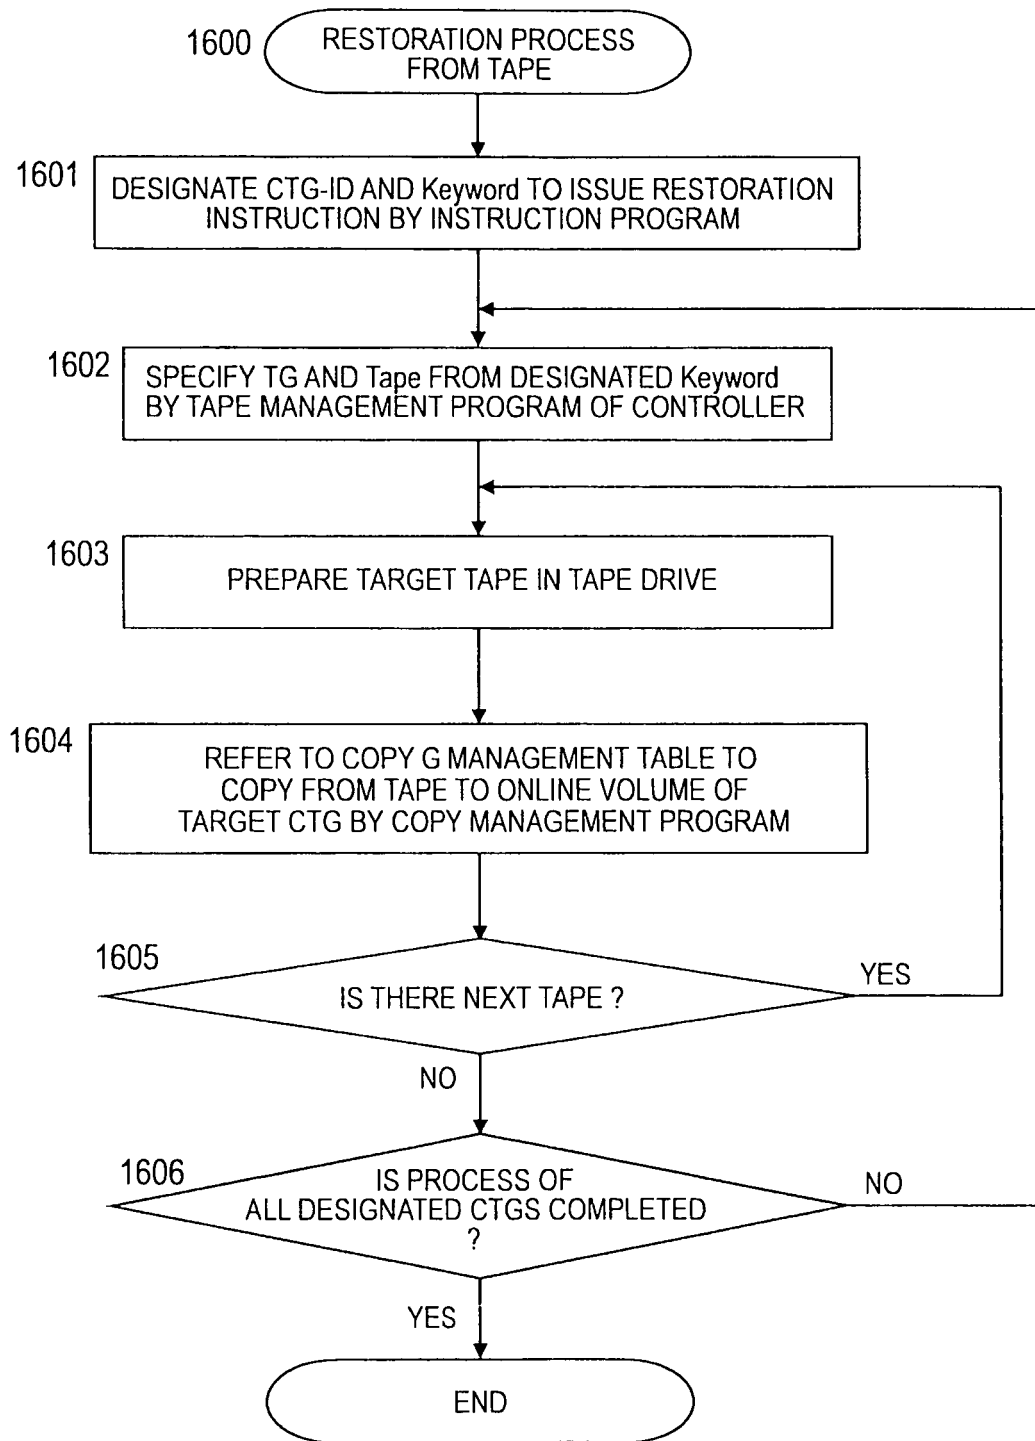 1600
RESTORATION PROCESS
FROM TAPE
1601
DESIGNATE CTG-ID AND Keyword TO ISSUE RESTORATION
INSTRUCTION BY INSTRUCTION PROGRAM
1602
SPECIFY TG AND Tape FROM DESIGNATED Keyword
BY TAPE MANAGEMENT PROGRAM OF CONTROLLER
1603
PREPARE TARGET TAPE IN TAPE DRIVE
1604
REFER TO COPY G MANAGEMENT TABLE TO
COPY FROM TAPE TO ONLINE VOLUME OF
TARGET CTG BY COPY MANAGEMENT PROGRAM
1605
IS THERE NEXT TAPE ?
YES
NO
1606
IS PROCESS OF
ALL DESIGNATED CTGS COMPLETED
?
NO
YES
END